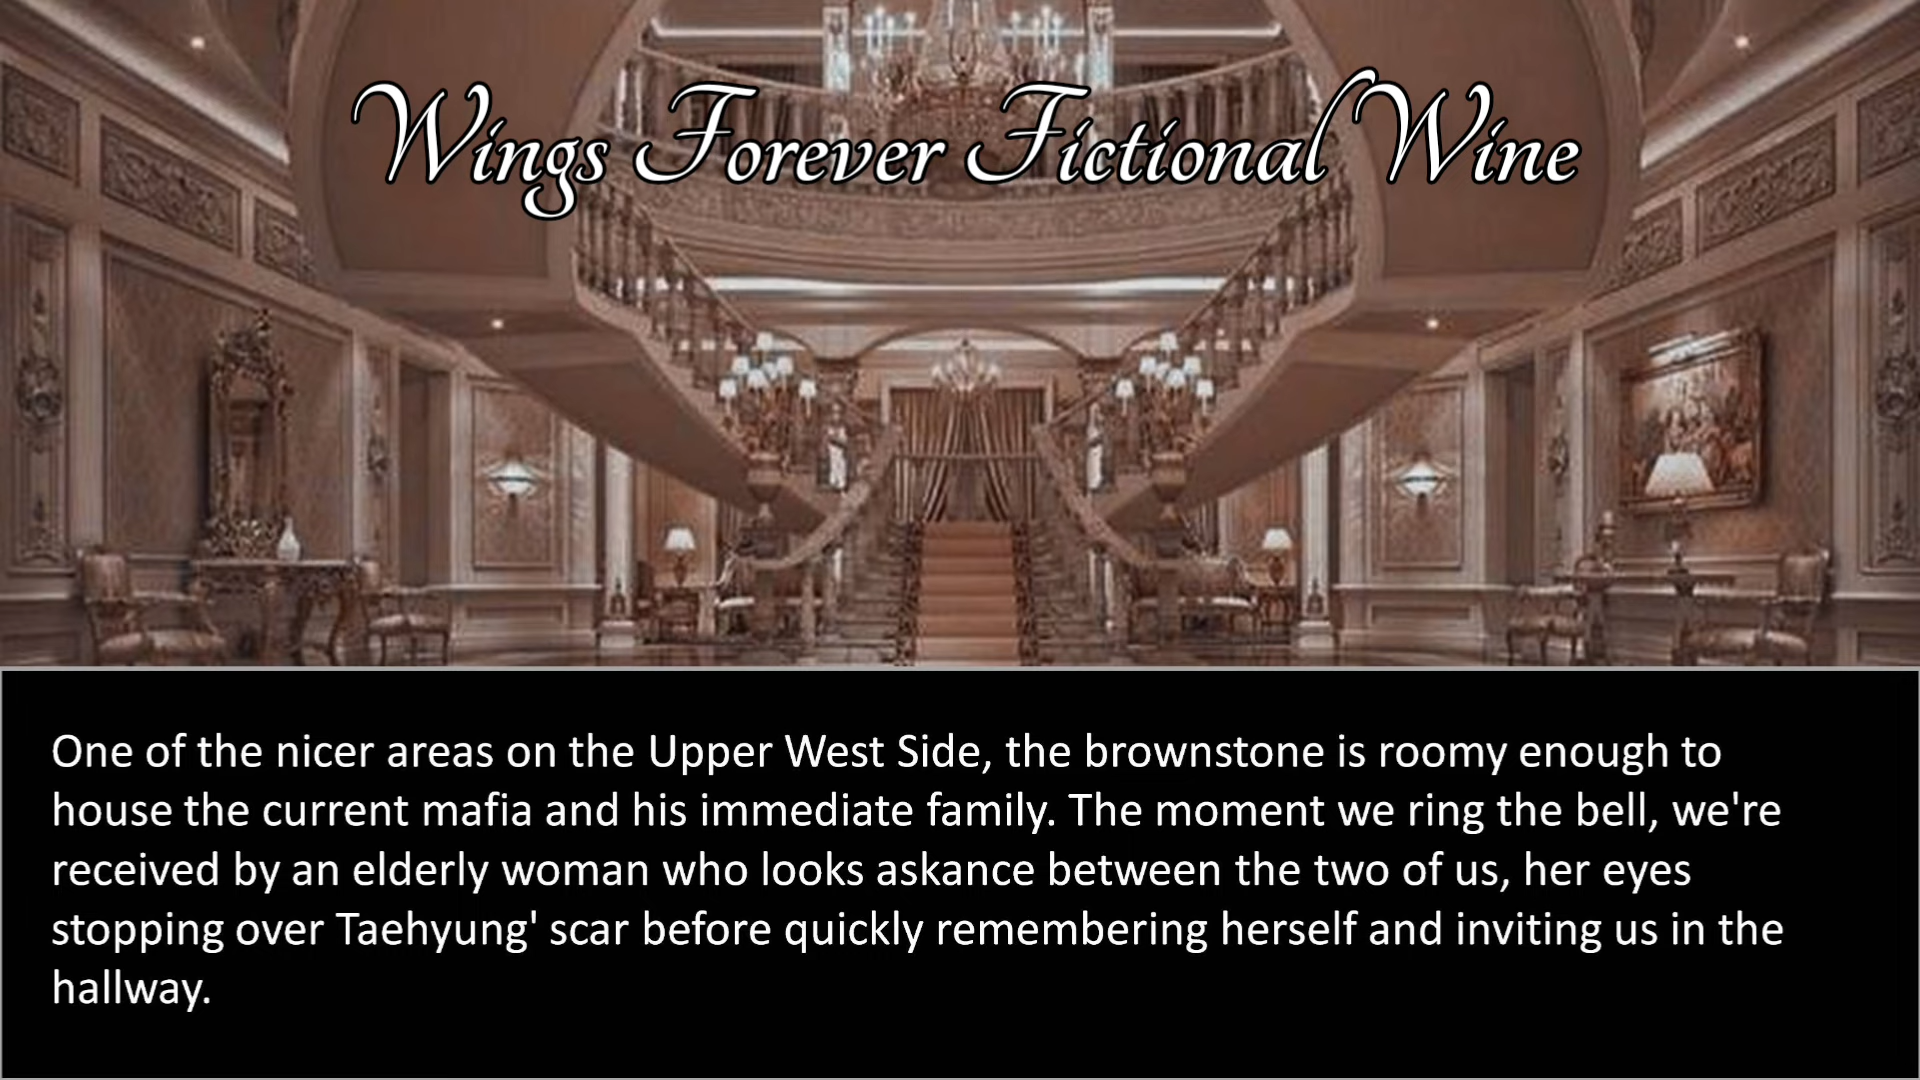 Wings Forever Fictional Wine
One of the nicer areas on the Upper West Side, the brownstone is roomy enough to
house the current mafia and his immediate family. The moment we ring the bell, we're
received by an elderly woman who looks askance between the two of us, her eyes
stopping over Taehyung' scar before quickly remembering herself and inviting us in the
hallway.